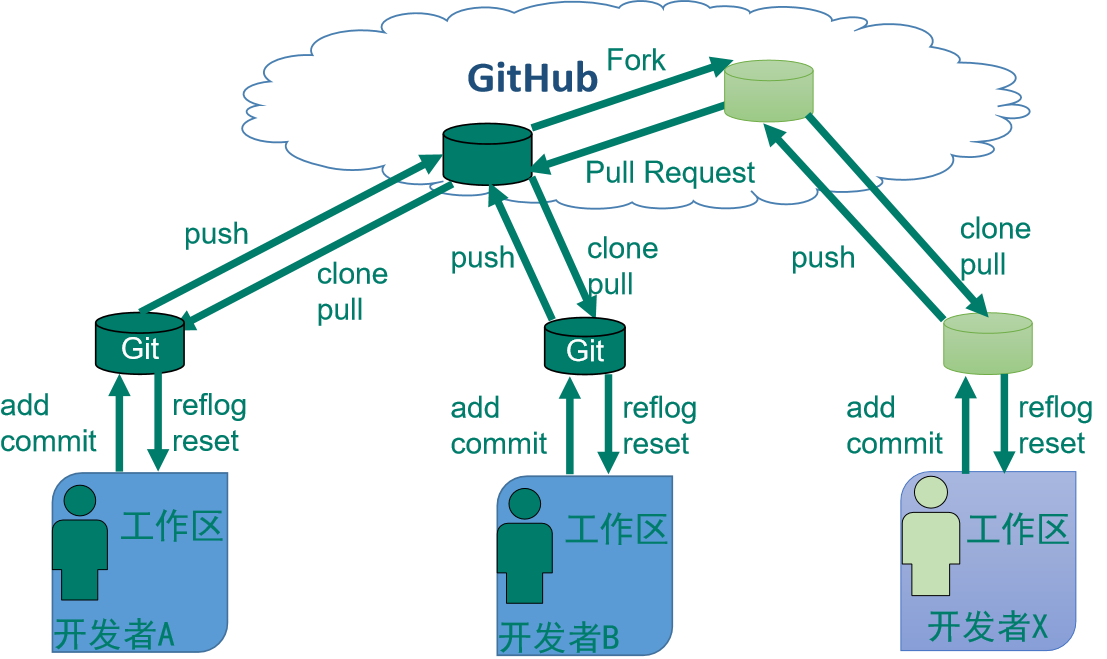 Fork
GitHub
Pull Request
push
clone
pull
push
clone
pull
push
clone
pull
Git
Git
add
commit
reflog
reset
add
commit
reflog
reset
add
commit
reflog
reset
工作区
开发者A
工作区
开发者B
工作区
开发者X